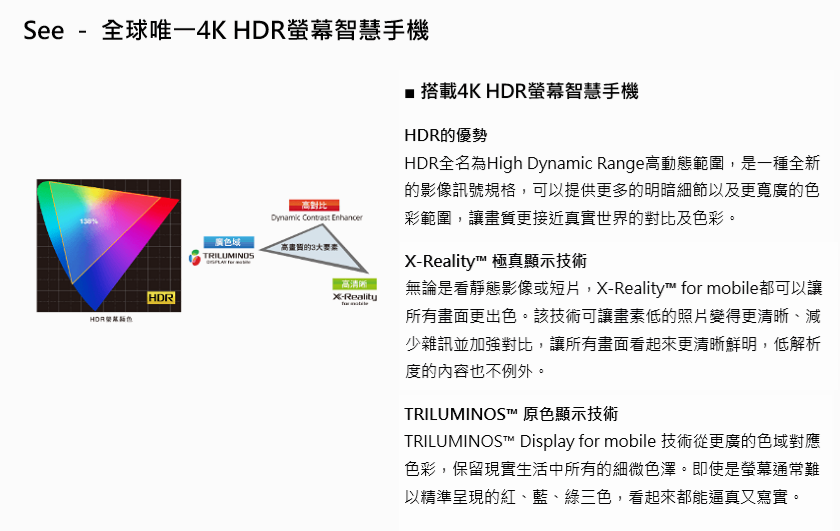 See - 全球唯一4K HDR螢幕智慧手機
138%
HDR
HDR螢幕顏色
廣色域
TRILUMINOS
DISPLAY for mobile
高對比
Dynamic Contrast Enhancer
高畫質的3大要素
高清晰
X-Reality
for mobile
■ 搭載4K HDR螢幕智慧手機
HDR的優勢
HDR全名為High Dynamic Range高動態範圍，是一種全新
的影像訊號規格，可以提供更多的明暗細節以及更寬廣的色
彩範圍，讓畫質更接近真實世界的對比及色彩。
X-Reality™ 極真顯示技術
無論是看靜態影像或短片，X-Reality™ for mobile都可以讓
所有畫面更出色。該技術可讓畫素低的照片變得更清晰、減
少雜訊並加強對比，讓所有畫面看起來更清晰鮮明，低解析
度的內容也不例外。
TRILUMINOS™ 原色顯示技術
TRILUMINOS™ Display for mobile 技術從更廣的色域對應
色彩，保留現實生活中所有的細微色澤。即使是螢幕通常難
以精準呈現的紅、藍、綠三色，看起來都能逼真又寫實。